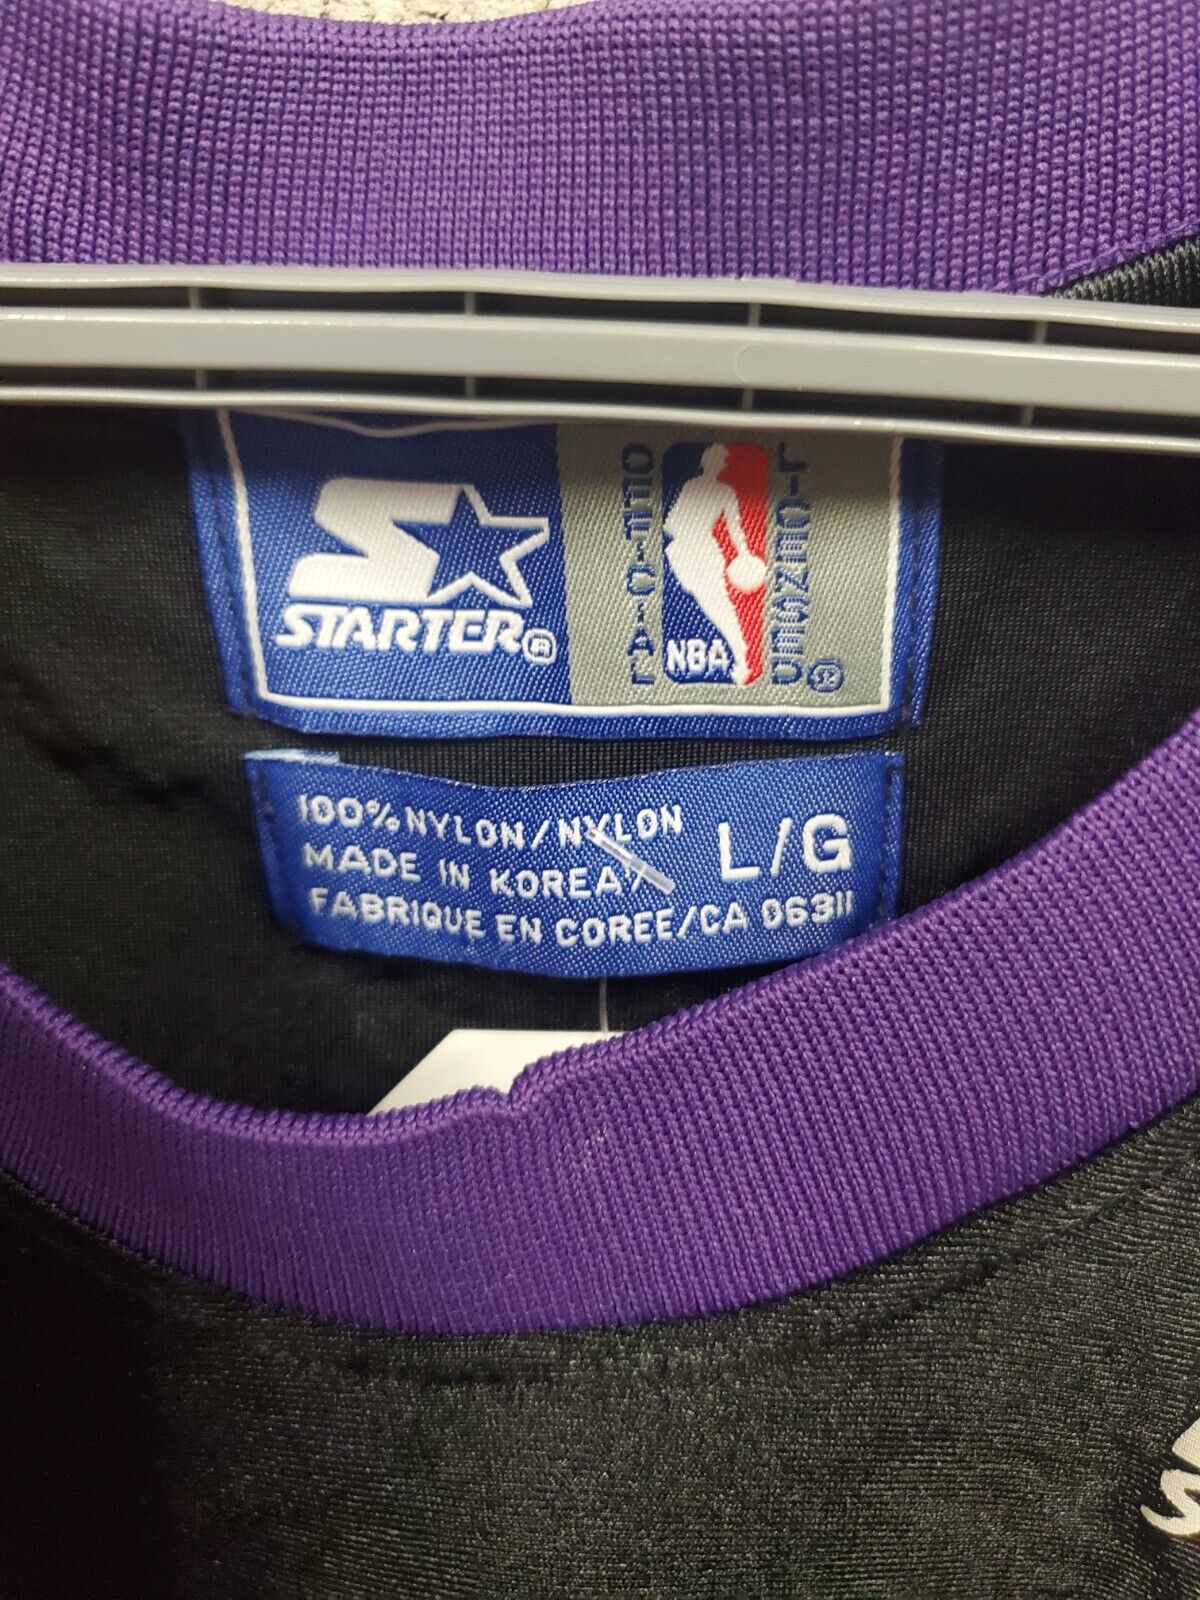 STARTER®
OFFICIAL
NBA
LICENSED
®
100% NYLON/NYLON
MADE IN KOREA/
FABRIQUE EN COREE/CA 06311
L/G